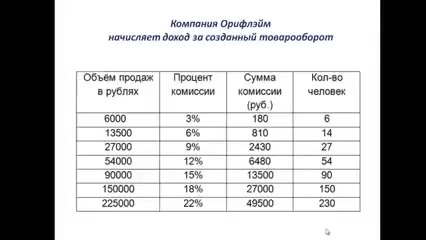 Компания Орифлэйм
начисляет доход за созданный товарооборот
Объём продаж в рублях | Процент комиссии | Сумма комиссии (руб.) | Кол-во человек
6000 | 3% | 180 | 6
13500 | 6% | 810 | 14
27000 | 9% | 2430 | 27
54000 | 12% | 6480 | 54
90000 | 15% | 13500 | 90
150000 | 18% | 27000 | 150
225000 | 22% | 49500 | 230